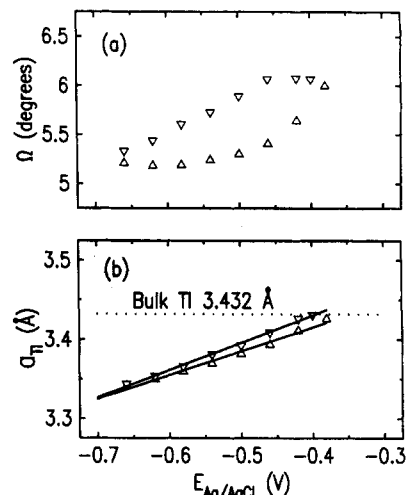 6.5
(a)
6
Ω (degrees)
5.5
5
3.5
(b)
Bulk Tl 3.432 Å
a_Tl (Å)
3.4
3.3
−0.7 −0.6 −0.5 −0.4 −0.3
E_Ag/AgCl (V)